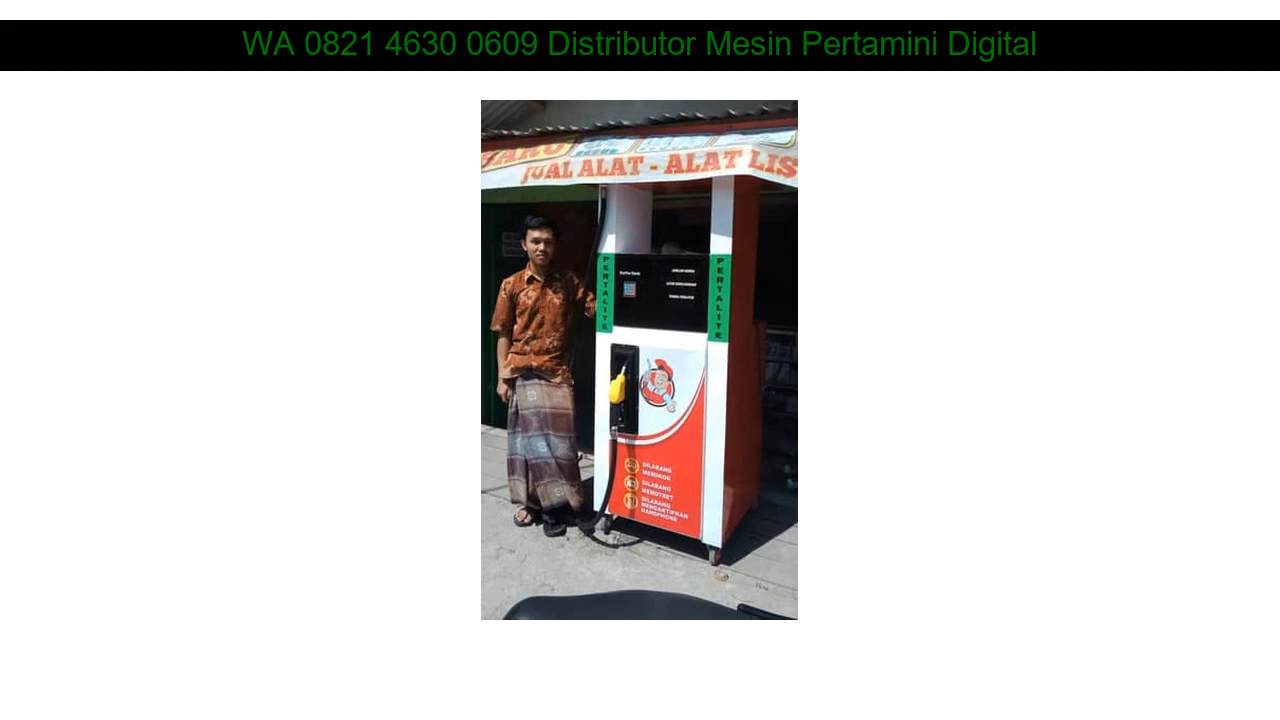 WA 0821 4630 0609 Distributor Mesin Pertamini Digital
JUAL ALAT - ALAT LIS
PERTALITE
PERTALITE
DILARANG
MEROKOK
DILARANG
MEMOTRET
DILARANG
MENGAKTIFKAN
HANDPHONE